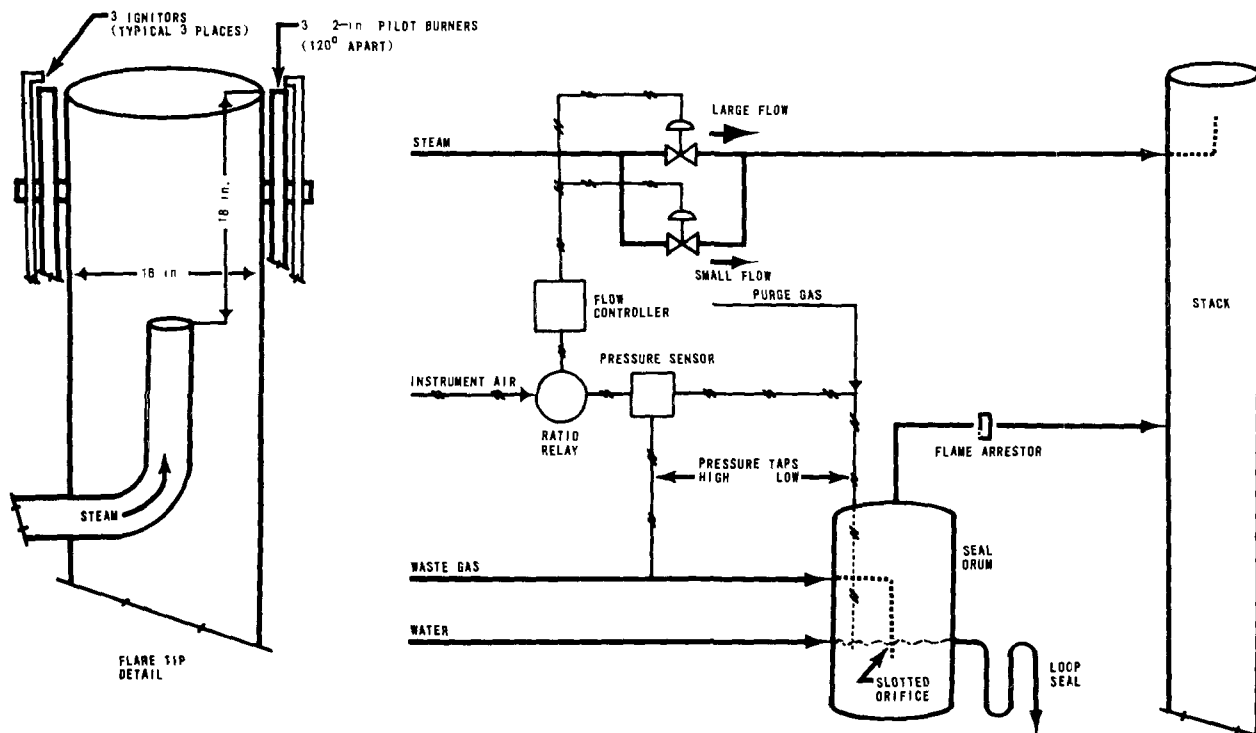 3 IGNITORS
(TYPICAL 3 PLACES)
3 2-in PILOT BURNERS
(120° APART)
18 in.
18 in
STEAM
FLARE TIP
DETAIL
STEAM
LARGE FLOW
SMALL FLOW
PURGE GAS
FLOW
CONTROLLER
PRESSURE SENSOR
INSTRUMENT AIR
RATIO
RELAY
PRESSURE TAPS
HIGH LOW
FLAME ARRESTOR
STACK
WASTE GAS
SEAL
DRUM
WATER
SLOTTED
ORIFICE
LOOP
SEAL